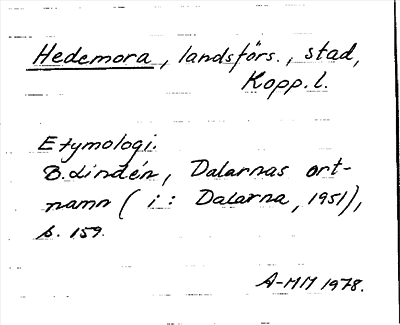 Hedemora, landsförs., stad,
Kopp. l.
Etymologi.
B. Lindén, Dalarnas ort-
namn (i: Dalarna, 1951),
s. 159.
A-MM 1978.